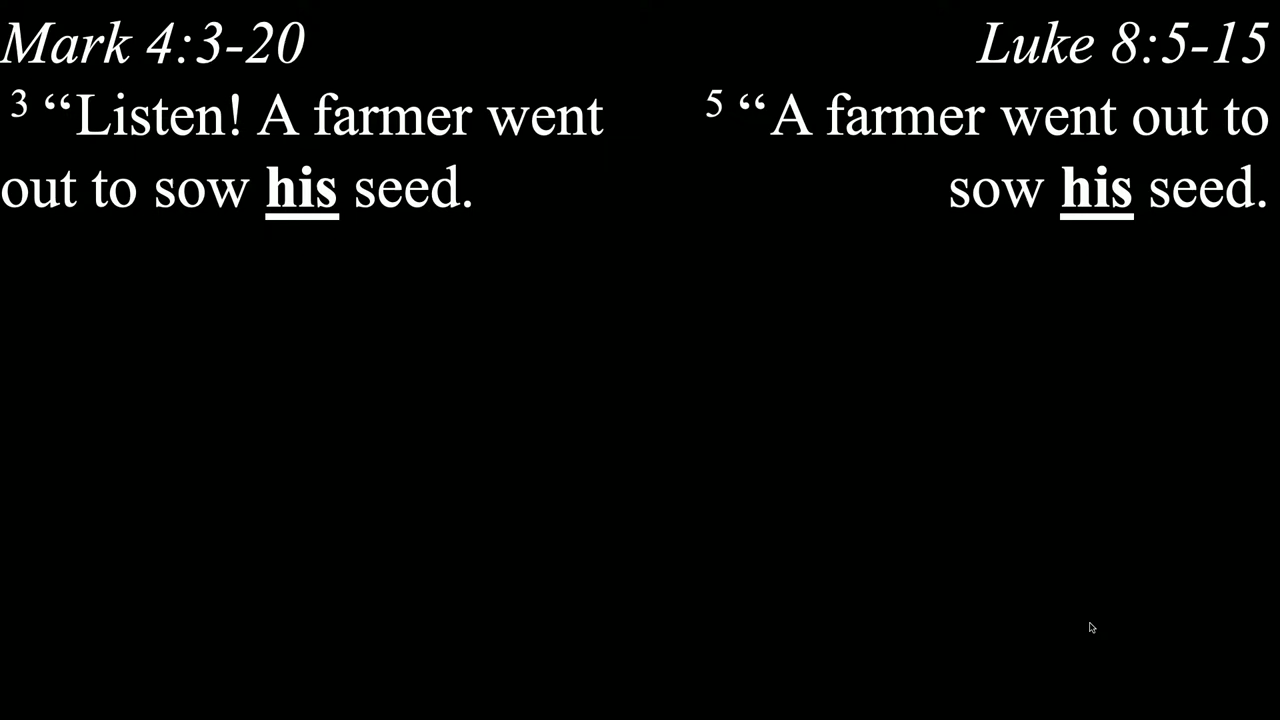 Mark 4:3-20
3 “Listen! A farmer went
out to sow his seed.
Luke 8:5-15
5 “A farmer went out to
sow his seed.